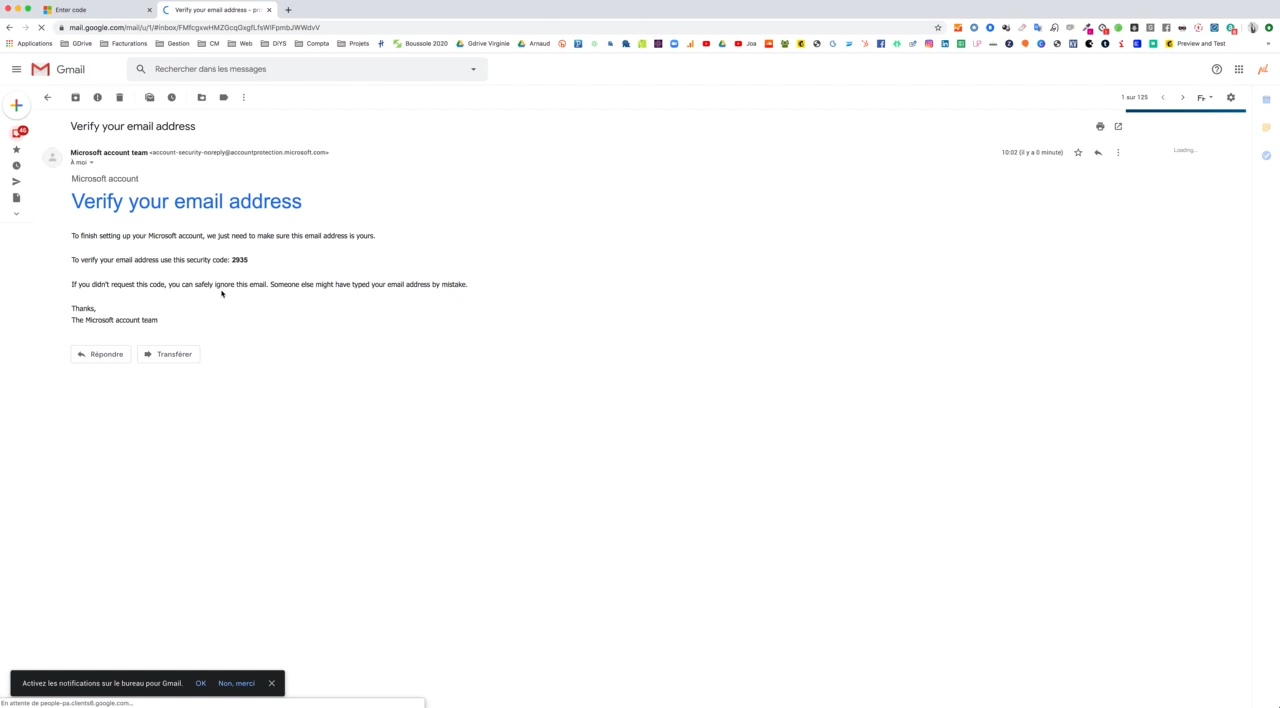 Enter code
Verify your email address - pro
mail.google.com/mail/u/1/#inbox/FMfcgxwHMZGcqGxgfLfsWlFpmbJWWdvV
Applications GDrive Facturations Gestion CM Web DiYS Compta Projets Boussole 2020 Gdrive Virginie Arnaud Joa Preview and Test
Gmail
Rechercher dans les messages
1 sur 125
46
Verify your email address
Microsoft account team <account-security-noreply@accountprotection.microsoft.com>
10:02 (il y a 0 minute)
Loading...
À moi
Microsoft account
Verify your email address
To finish setting up your Microsoft account, we just need to make sure this email address is yours.
To verify your email address use this security code: 2935
If you didn't request this code, you can safely ignore this email. Someone else might have typed your email address by mistake.
Thanks,
The Microsoft account team
Répondre
Transférer
Activez les notifications sur le bureau pour Gmail. OK Non, merci
En attente de people-pa.clients6.google.com...